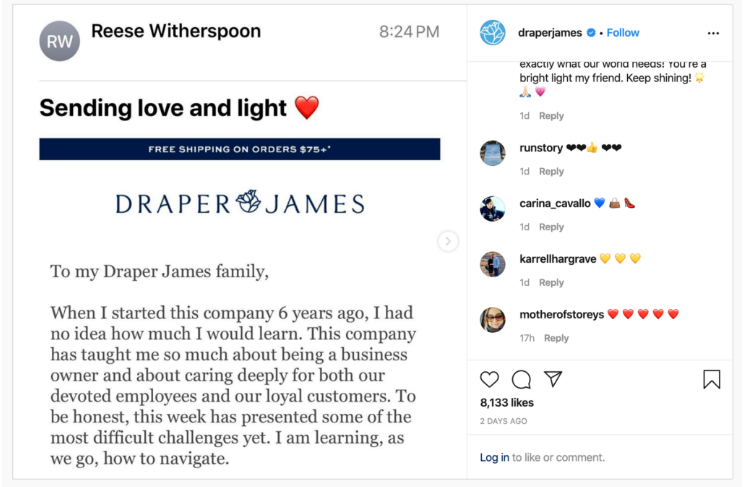 RW
Reese Witherspoon
8:24 PM
Sending love and light ❤️
FREE SHIPPING ON ORDERS $75+*
DRAPER JAMES
To my Draper James family,
When I started this company 6 years ago, I had
no idea how much I would learn. This company
has taught me so much about being a business
owner and about caring deeply for both our
devoted employees and our loyal customers. To
be honest, this week has presented some of the
most difficult challenges yet. I am learning, as
we go, how to navigate.
draperjames • Follow
exactly what our world needs! You're a
bright light my friend. Keep shining! 
1d Reply
runstory ❤❤👍 ❤❤
1d Reply
carina_cavallo 💙 👜 👠
1d Reply
karrellhargrave 💛 💛 💛
1d Reply
motherofstoreys ❤️ ❤️ ❤️ ❤️ ❤️
17h Reply
8,133 likes
2 DAYS AGO
Log in to like or comment.